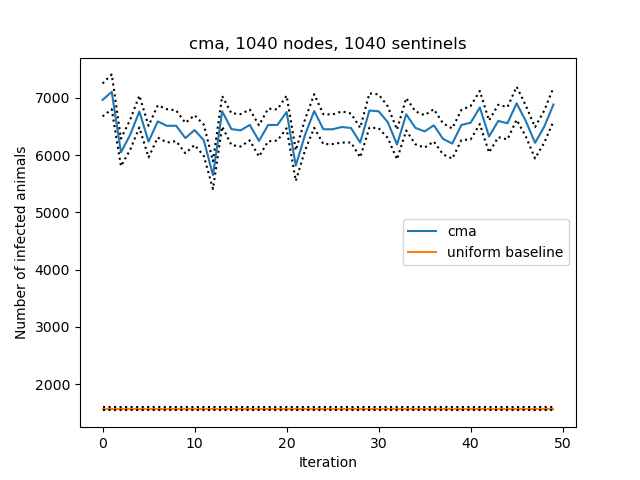 cma, 1040 nodes, 1040 sentinels
Number of infected animals
7000
6000
5000
4000
3000
2000
cma
uniform baseline
0 10 20 30 40 50
Iteration